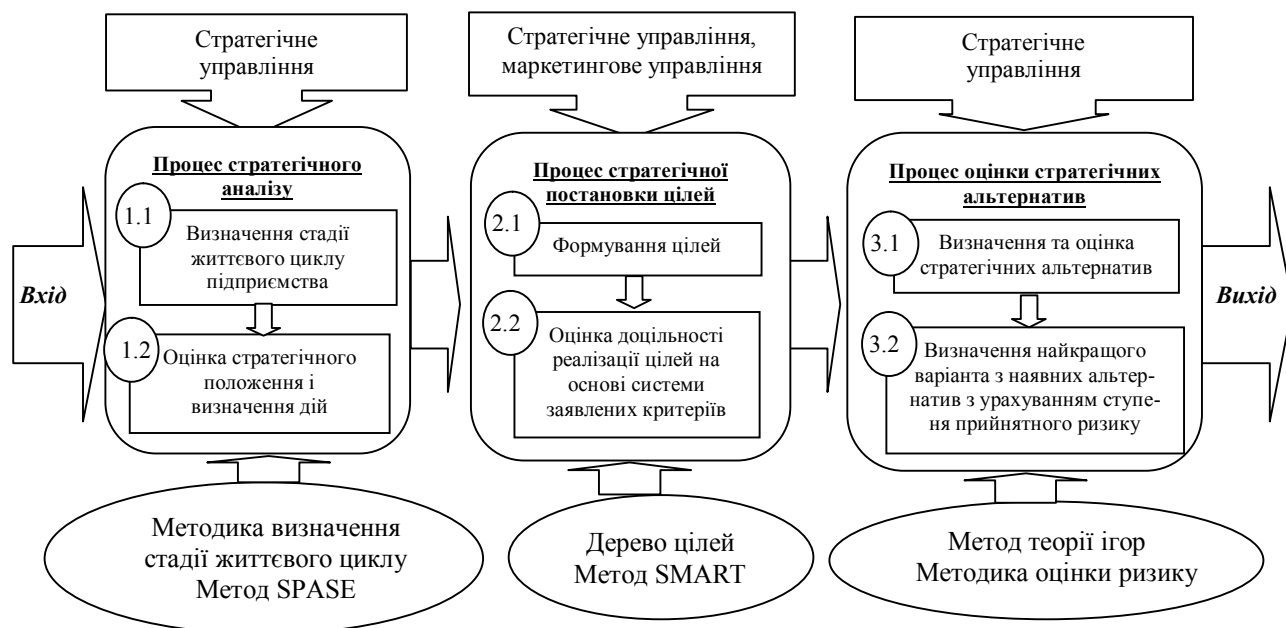 Стратегічне
управління
Стратегічне управління,
маркетингове управління
Стратегічне
управління
Вхід
Процес стратегічного
аналізу
1.1
Визначення стадії
життєвого циклу
підприємства
1.2
Оцінка стратегічного
положення і
визначення дій
Процес стратегічної
постановки цілей
2.1
Формування цілей
2.2
Оцінка доцільності
реалізації цілей на
основі системи
заявлених критеріїв
Процес оцінки стратегічних
альтернатив
3.1
Визначення та оцінка
стратегічних альтернатив
3.2
Визначення найкращого
варіанта з наявних альтер-
натив з урахуванням ступе-
ня прийнятного ризику
Вихід
Методика визначення
стадії життєвого циклу
Метод SPASE
Дерево цілей
Метод SMART
Метод теорії ігор
Методика оцінки ризику